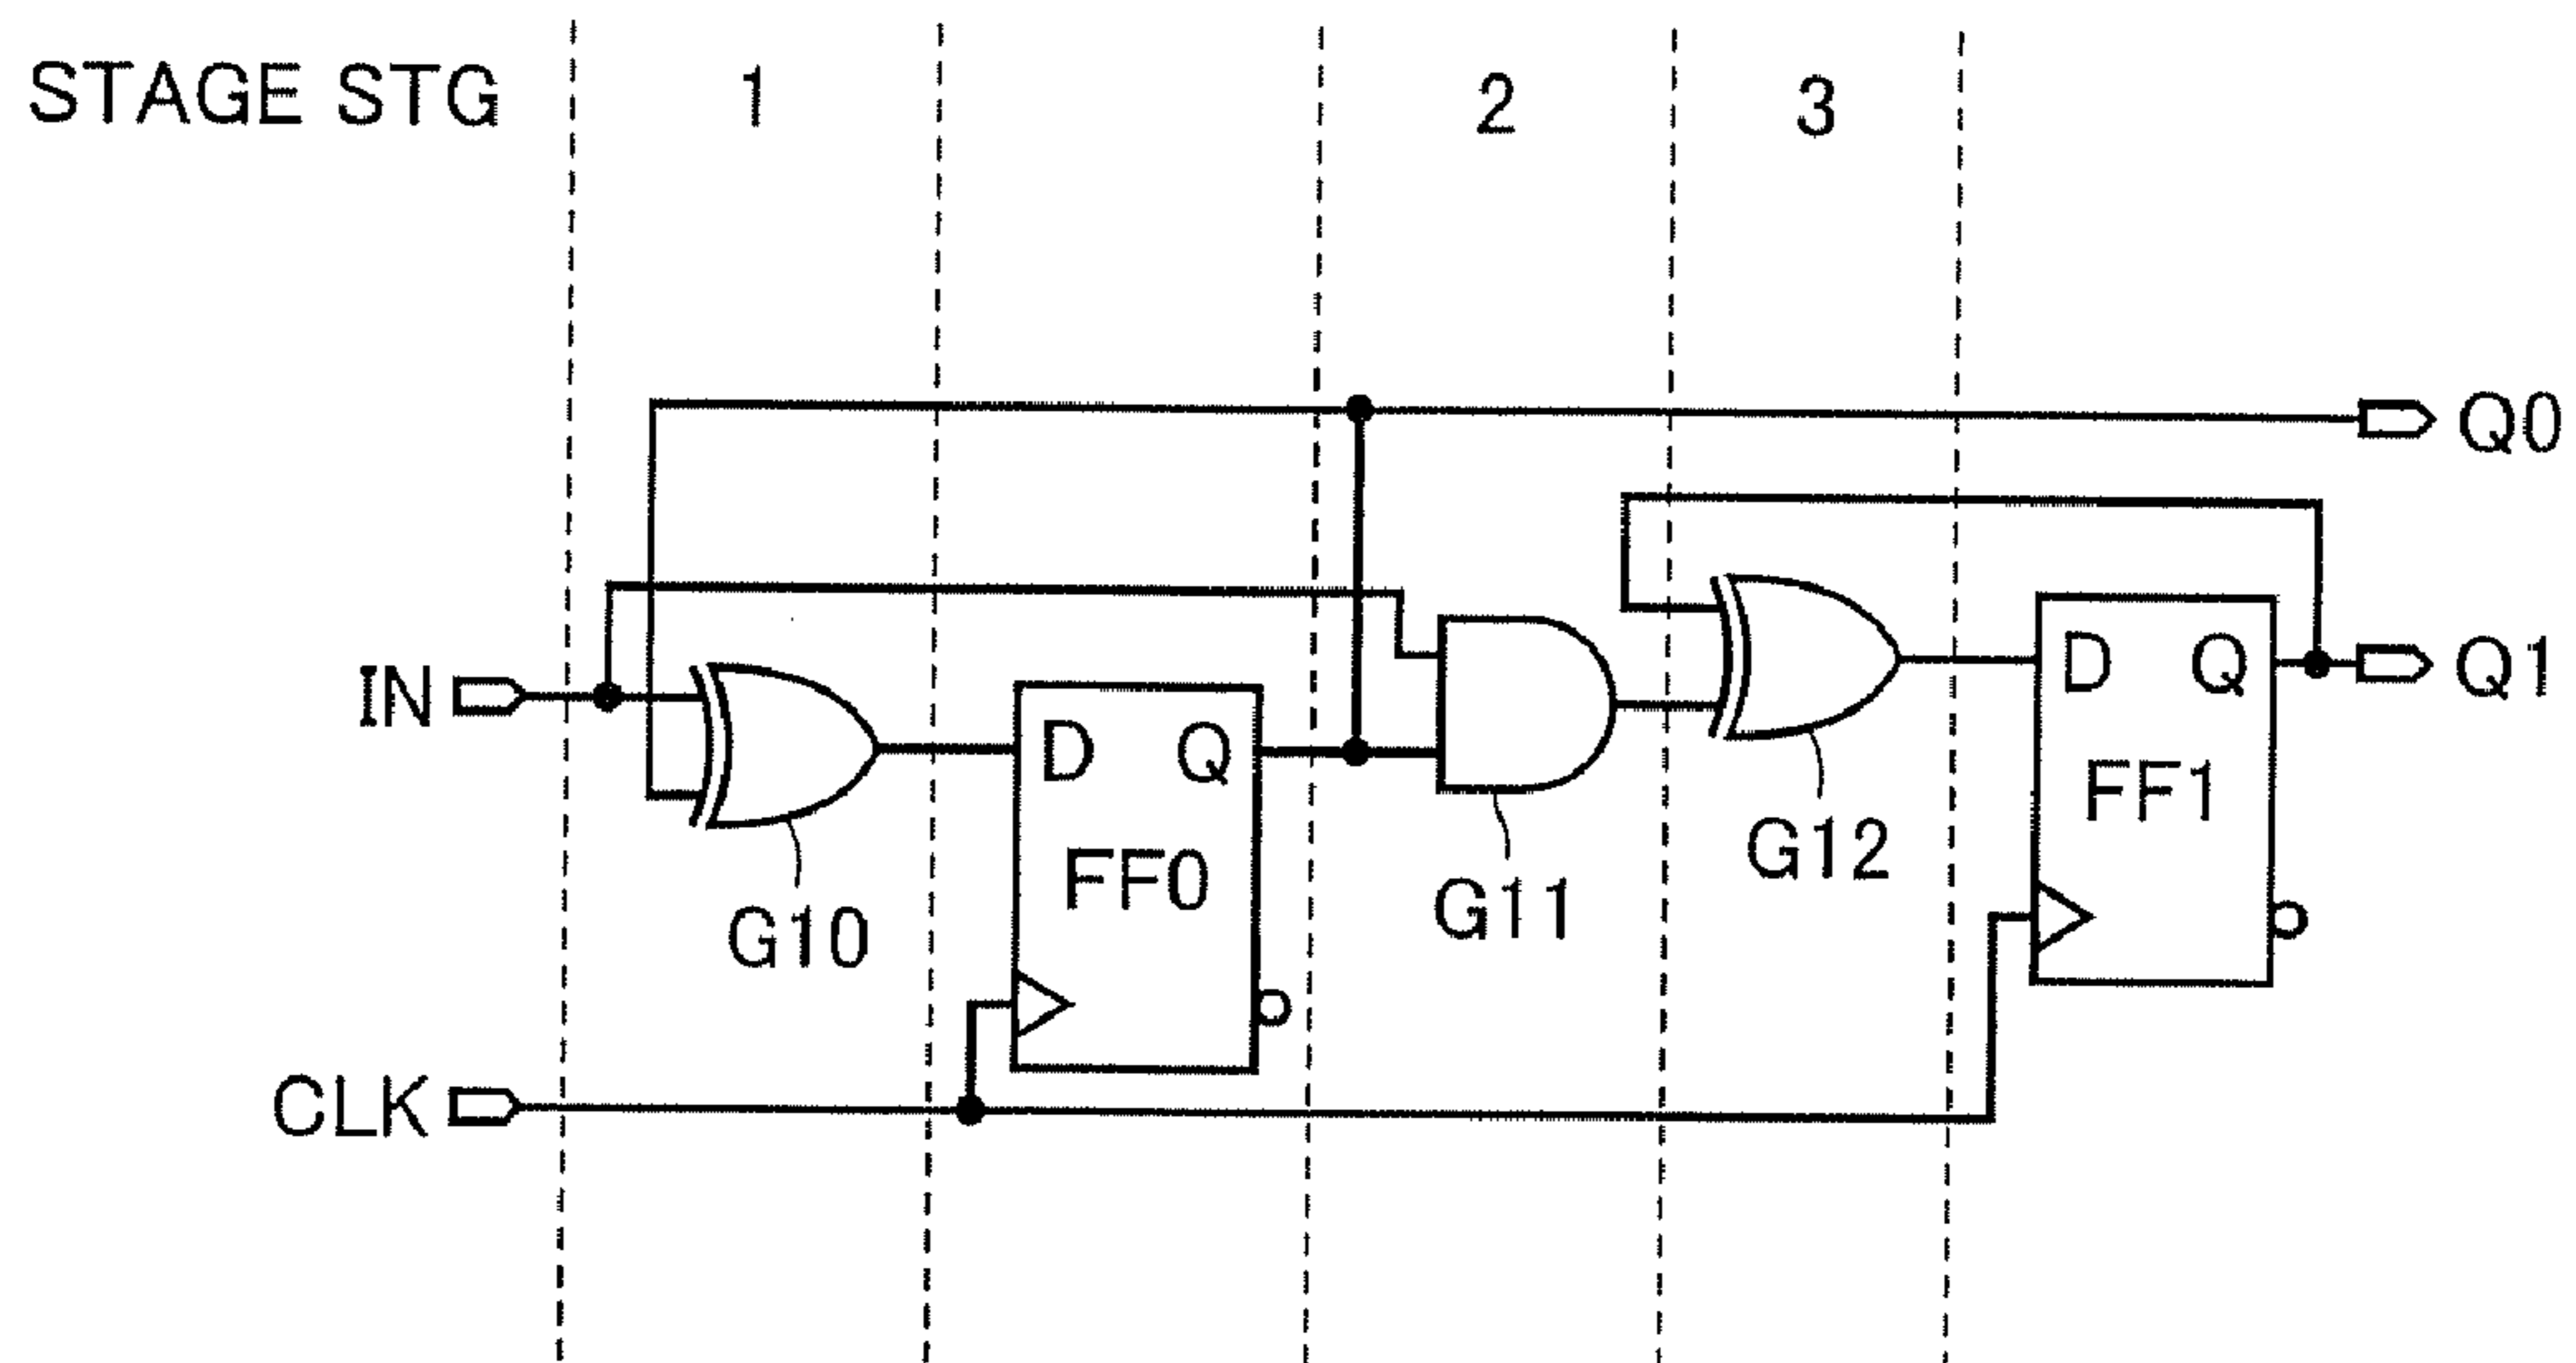 STAGE STG 1 2 3
Q0
IN D Q D Q Q1
FF0 FF1
G10 G11 G12
CLK